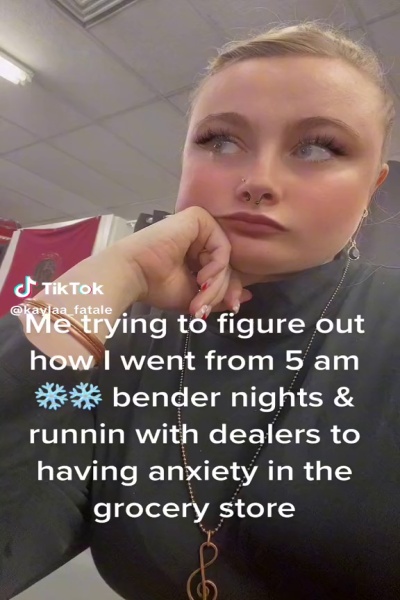 TikTok
@kaylaa_fatale
Me trying to figure out
how I went from 5 am
❄️❄️ bender nights &
runnin with dealers to
having anxiety in the
grocery store